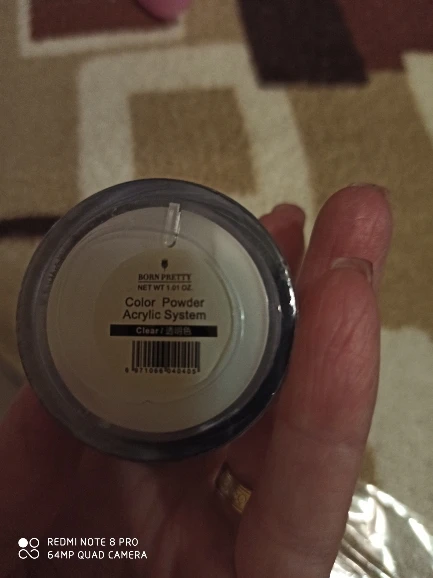 BORN PRETTY
NET WT 1.01 OZ.
Color Powder
Acrylic System
Clear/透明色
REDMI NOTE 8 PRO
64MP QUAD CAMERA